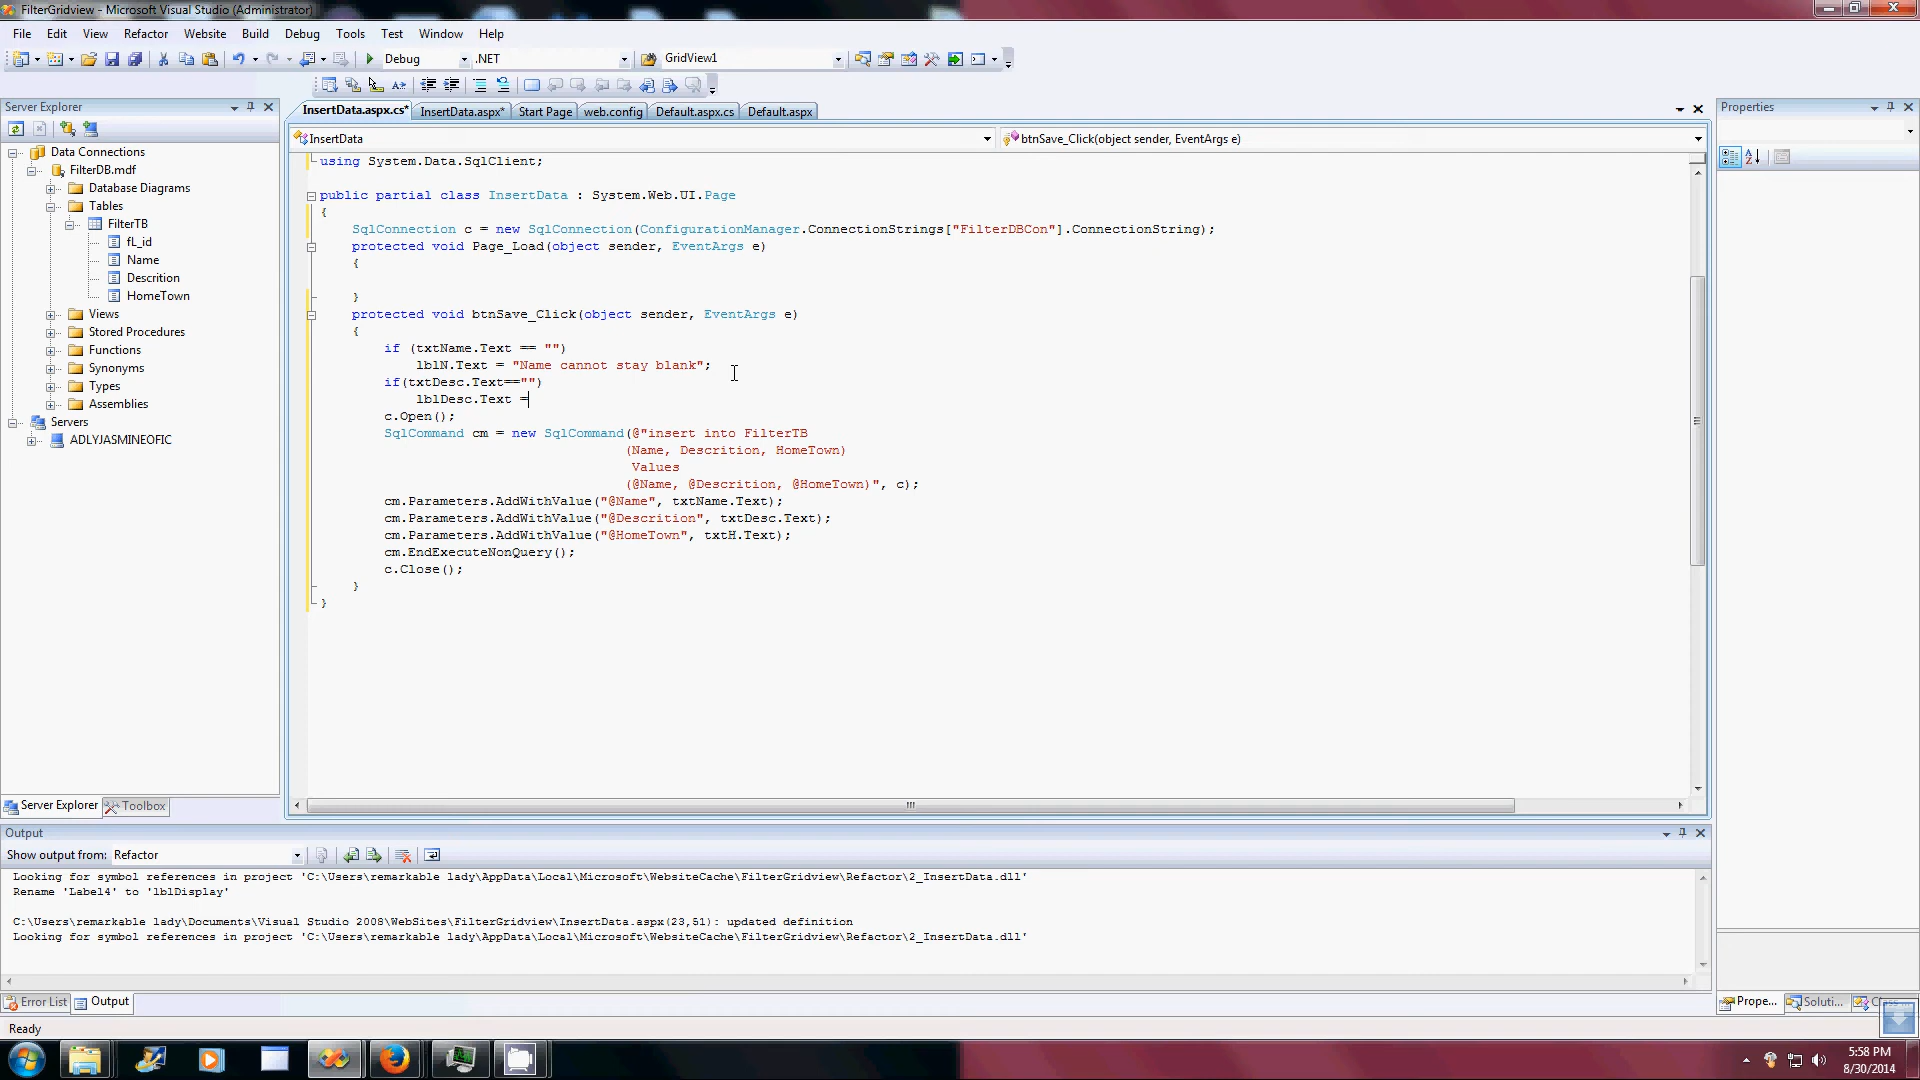 FilterGridview - Microsoft Visual Studio (Administrator)
File Edit View Refactor Website Build Debug Tools Test Window Help
Debug .NET GridView1
Server Explorer
InsertData.aspx.cs* InsertData.aspx* Start Page web.config Default.aspx.cs Default.aspx
Properties
InsertData
btnSave_Click(object sender, EventArgs e)
Data Connections
FilterDB.mdf
Database Diagrams
Tables
FilterTB
fL_id
Name
Descrition
HomeTown
Views
Stored Procedures
Functions
Synonyms
Types
Assemblies
Servers
ADLYJASMINEOFIC
using System.Data.SqlClient;
public partial class InsertData : System.Web.UI.Page
{
SqlConnection c = new SqlConnection(ConfigurationManager.ConnectionStrings["FilterDBCon"].ConnectionString);
protected void Page_Load(object sender, EventArgs e)
{
}
protected void btnSave_Click(object sender, EventArgs e)
{
if (txtName.Text == "")
lblN.Text = "Name cannot stay blank";
if(txtDesc.Text=="")
lblDesc.Text =
c.Open();
SqlCommand cm = new SqlCommand(@"insert into FilterTB
(Name, Descrition, HomeTown)
Values
(@Name, @Descrition, @HomeTown)", c);
cm.Parameters.AddWithValue("@Name", txtName.Text);
cm.Parameters.AddWithValue("@Descrition", txtDesc.Text);
cm.Parameters.AddWithValue("@HomeTown", txtH.Text);
cm.EndExecuteNonQuery();
c.Close();
}
}
Server Explorer Toolbox
Output
Show output from: Refactor
Looking for symbol references in project 'C:\Users\remarkable lady\AppData\Local\Microsoft\WebsiteCache\FilterGridview\Refactor\2_InsertData.dll'
Rename 'Label4' to 'lblDisplay'
C:\Users\remarkable lady\Documents\Visual Studio 2008\WebSites\FilterGridview\InsertData.aspx(23,51): updated definition
Looking for symbol references in project 'C:\Users\remarkable lady\AppData\Local\Microsoft\WebsiteCache\FilterGridview\Refactor\2_InsertData.dll'
Error List Output
Prope... Soluti...
Ready
5:58 PM
8/30/2014